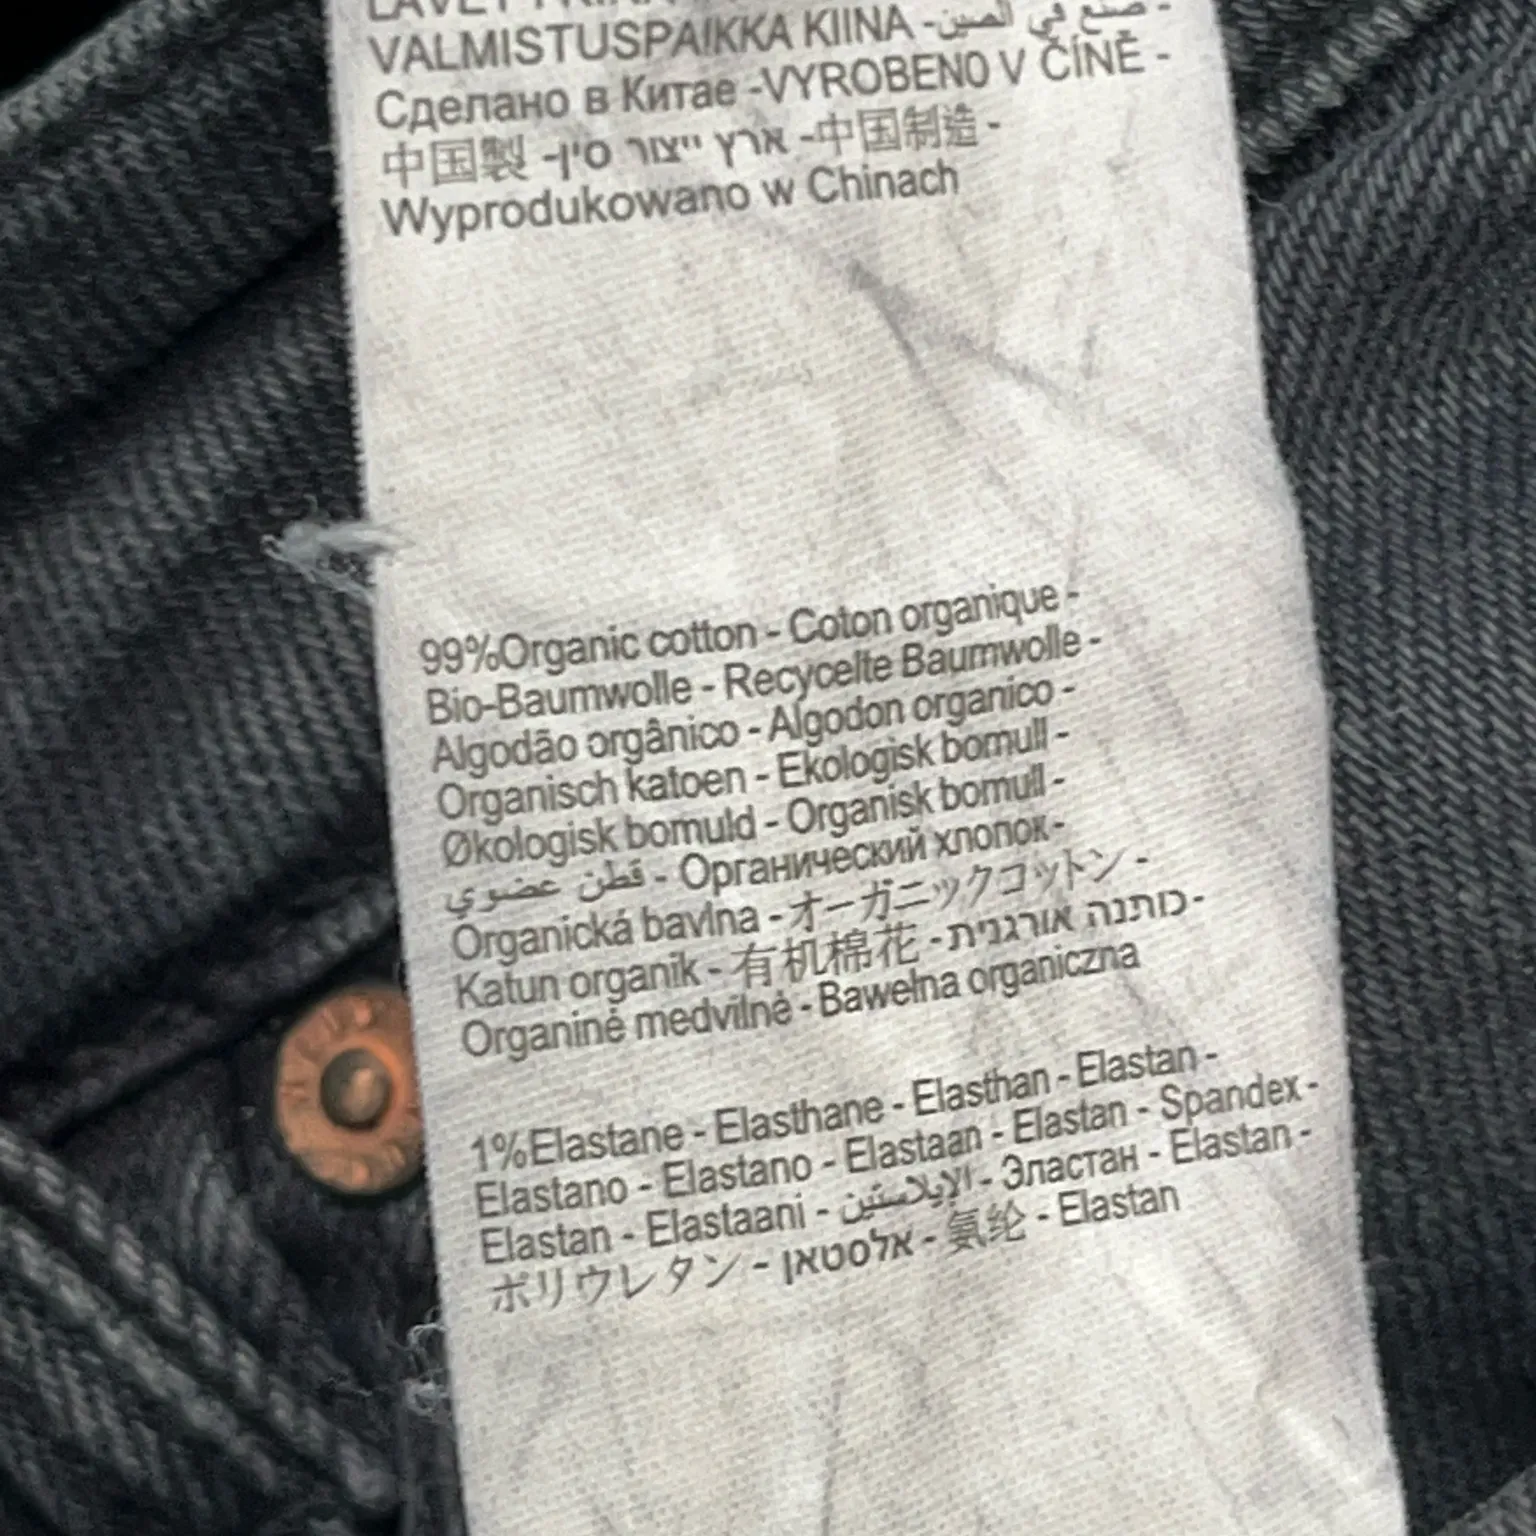 VALMISTUSPAIKKA KIINA -صنع في الصين -
Сделано в Китае -VYROBENO V ČÍNĚ -
中国製 -ארץ ייצור סין -中国制造 -
Wyprodukowano w Chinach
99%Organic cotton - Coton organique -
Bio-Baumwolle - Recycelte Baumwolle -
Algodão orgânico - Algodon organico -
Organisch katoen - Ekologisk bomull -
Økologisk bomuld - Organisk bomull -
قطن عضوي - Органический хлопок -
Organická bavlna - オーガニックコットン -
Katun organik - 有机棉花 - כותנה אורגנית -
Organinė medvilnė - Bawełna organiczna
1%Elastane - Elasthane - Elasthan - Elastan -
Elastano - Elastano - Elastaan - Elastan - Spandex -
Elastan - Elastaani - الإيلاستين - Эластан - Elastan -
ポリウレタン - אלסטאן - 氨纶 - Elastan